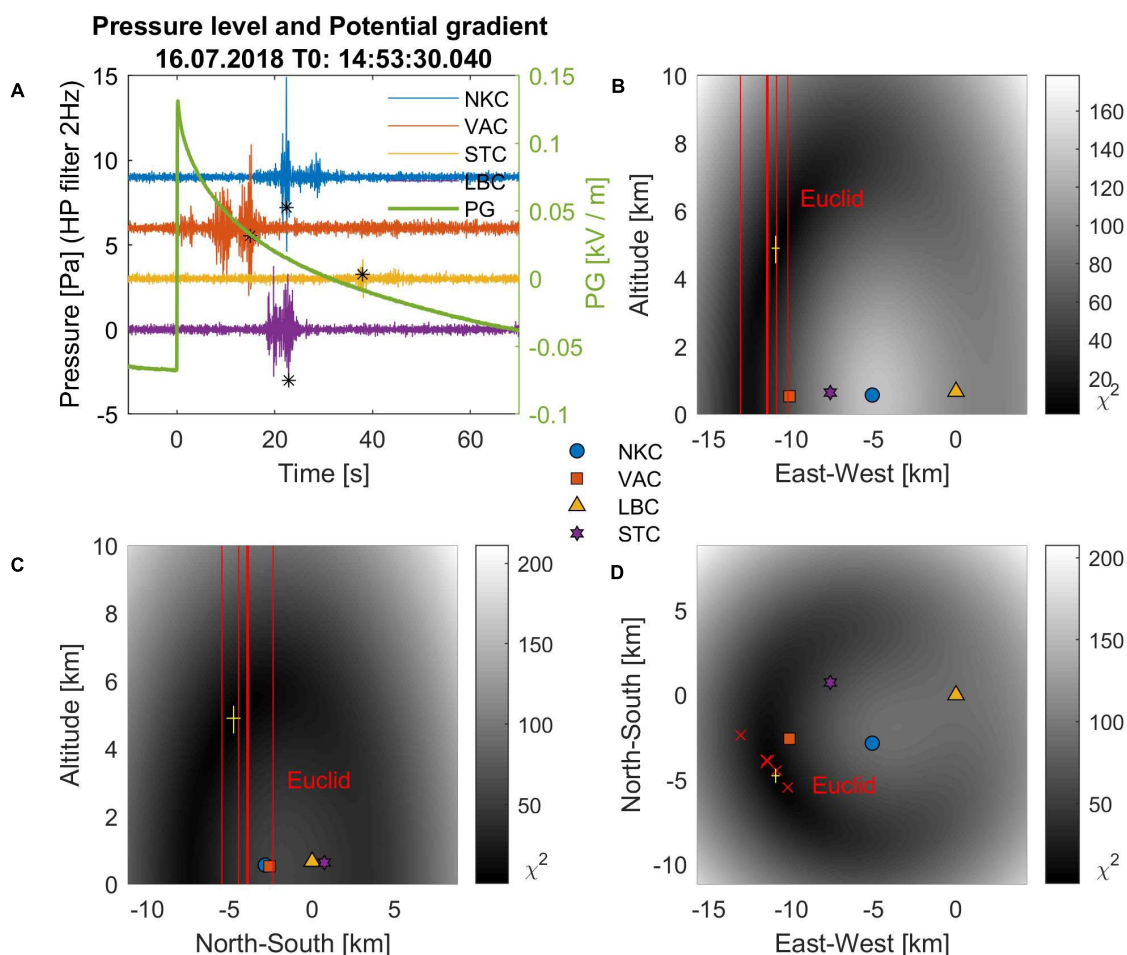 Pressure level and Potential gradient
16.07.2018 T0: 14:53:30.040
A
15
10
5
0
-5
Pressure [Pa] (HP filter 2Hz)
0
20
40
60
Time [s]
0.15
0.1
0.05
0
-0.05
-0.1
PG [kV / m]
NKC
VAC
STC
LBC
PG
B
10
8
6
4
2
0
Altitude [km]
Euclid
-15
-10
-5
0
East-West [km]
160
140
120
100
80
60
40
20
χ2
NKC
VAC
LBC
STC
C
10
8
6
4
2
0
Altitude [km]
Euclid
-10
-5
0
5
North-South [km]
200
150
100
50
χ2
D
5
0
-5
-10
North-South [km]
Euclid
-15
-10
-5
0
East-West [km]
200
150
100
50
χ2